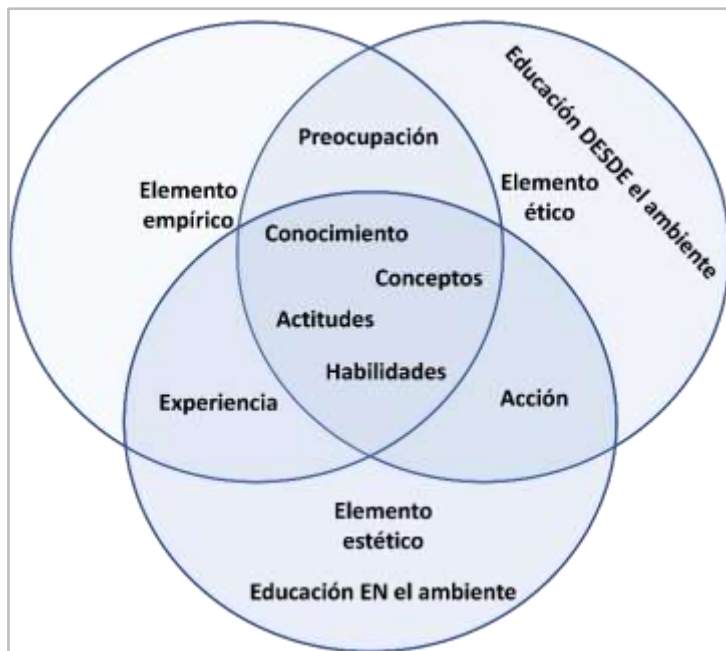 Preocupación
Educación DESDE el ambiente
Elemento
empírico
Elemento
ético
Conocimiento
Conceptos
Actitudes
Habilidades
Experiencia
Acción
Elemento
estético
Educación EN el ambiente